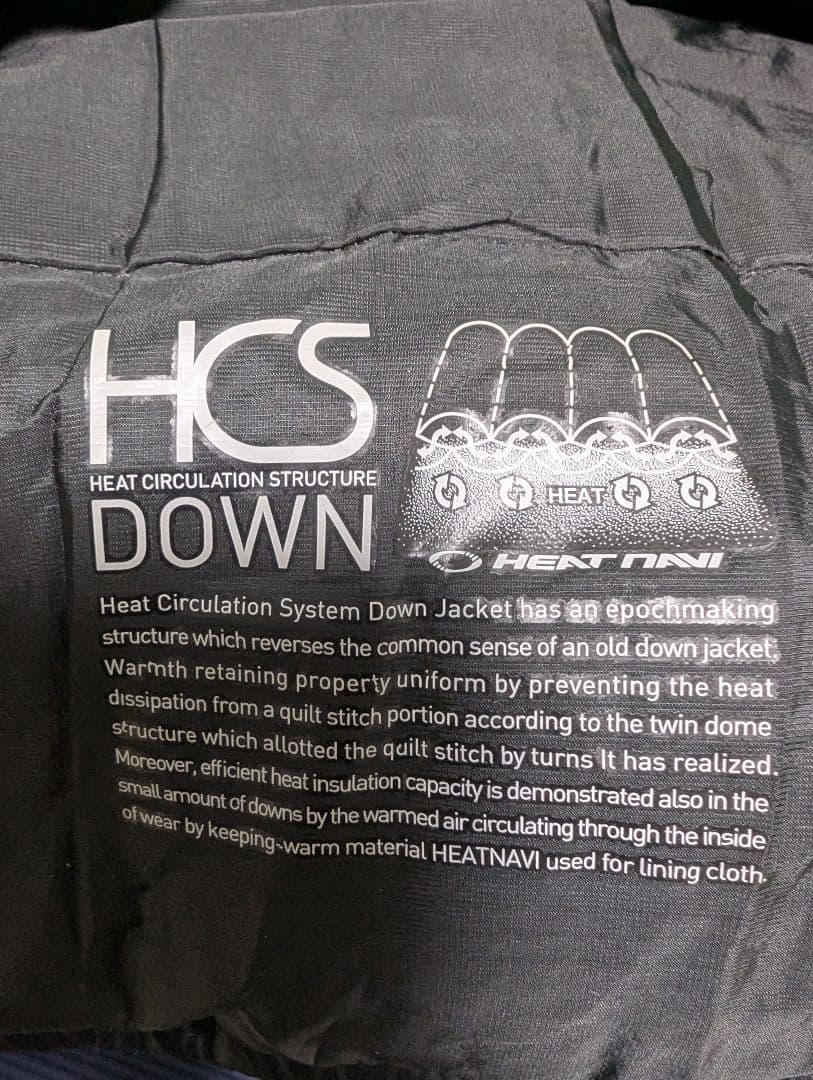 HCS
HEAT CIRCULATION STRUCTURE
DOWN
HEAT
HEAT NAVI
Heat Circulation System Down Jacket has an epochmaking
structure which reverses the common sense of an old down jacket.
Warmth retaining property uniform by preventing the heat
dissipation from a quilt stitch portion according to the twin dome
structure which allotted the quilt stitch by turns It has realized.
Moreover, efficient heat insulation capacity is demonstrated also in the
small amount of downs by the warmed air circulating through the inside
of wear by keeping-warm material HEATNAVI used for lining cloth.